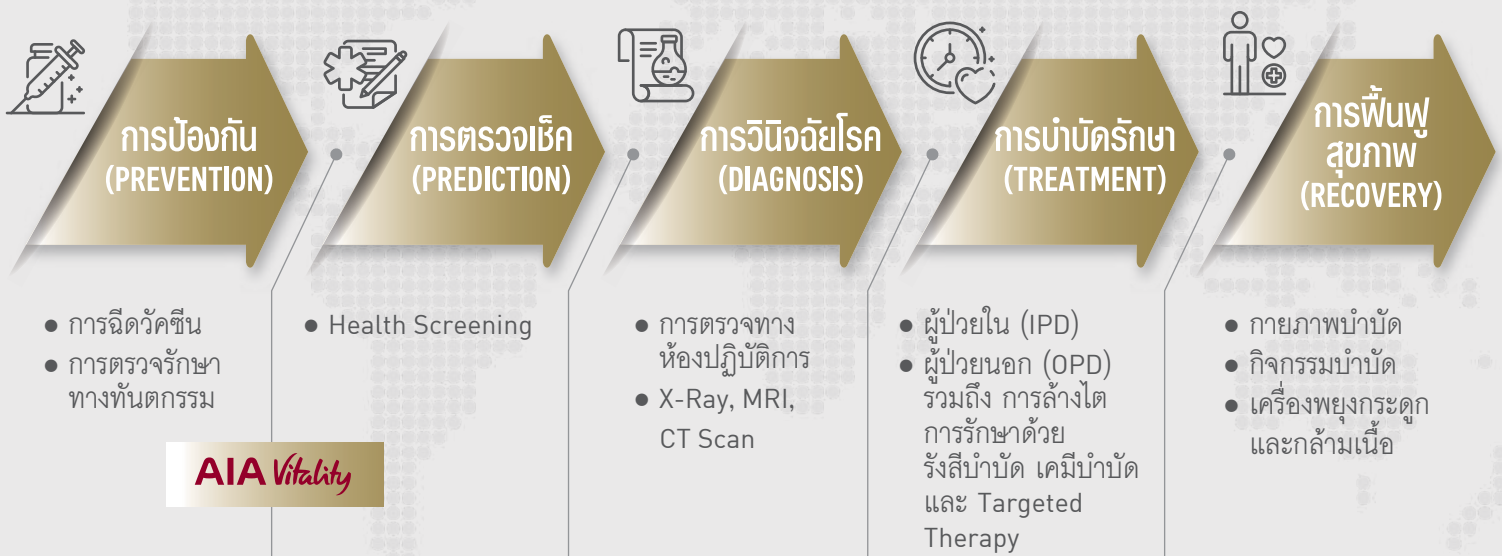 การป้องกัน
(PREVENTION)
การตรวจเช็ค
(PREDICTION)
การวินิจฉัยโรค
(DIAGNOSIS)
การบำบัดรักษา
(TREATMENT)
การฟื้นฟู
สุขภาพ
(RECOVERY)
● การฉีดวัคซีน
● การตรวจรักษา
ทางทันตกรรม
AIA Vitality
● Health Screening
● การตรวจทาง
ห้องปฏิบัติการ
● X-Ray, MRI,
CT Scan
● ผู้ป่วยใน (IPD)
● ผู้ป่วยนอก (OPD)
รวมถึง การล้างไต
การรักษาด้วย
รังสีบำบัด เคมีบำบัด
และ Targeted
Therapy
● กายภาพบำบัด
● กิจกรรมบำบัด
● เครื่องพยุงกระดูก
และกล้ามเนื้อ